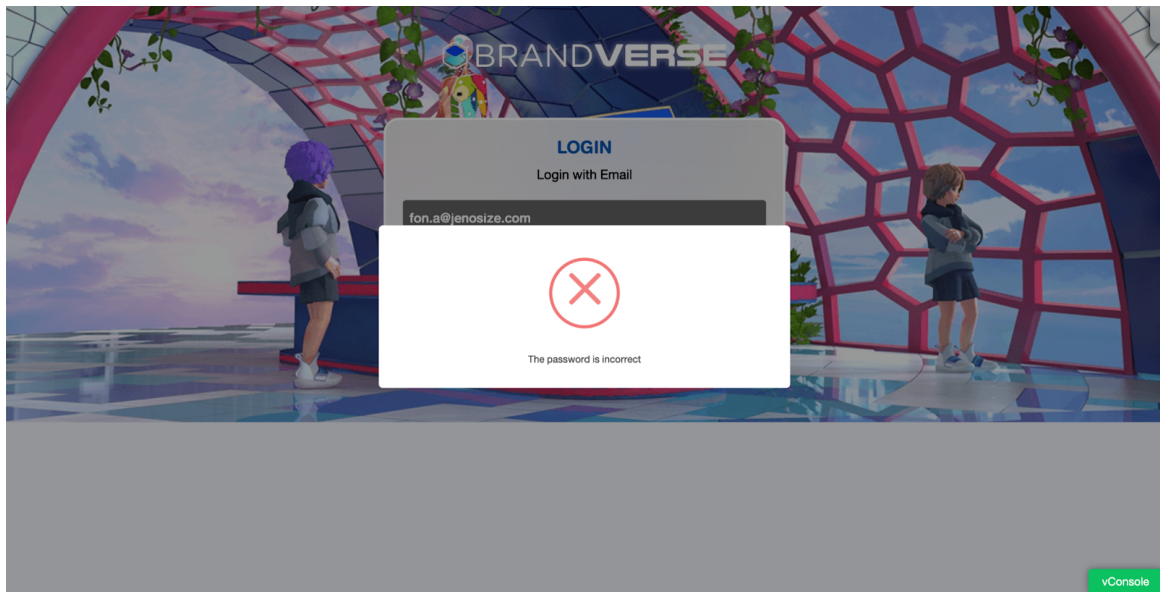 BRANDVERSE
LOGIN
Login with Email
fon.a@jenosize.com
The password is incorrect
vConsole